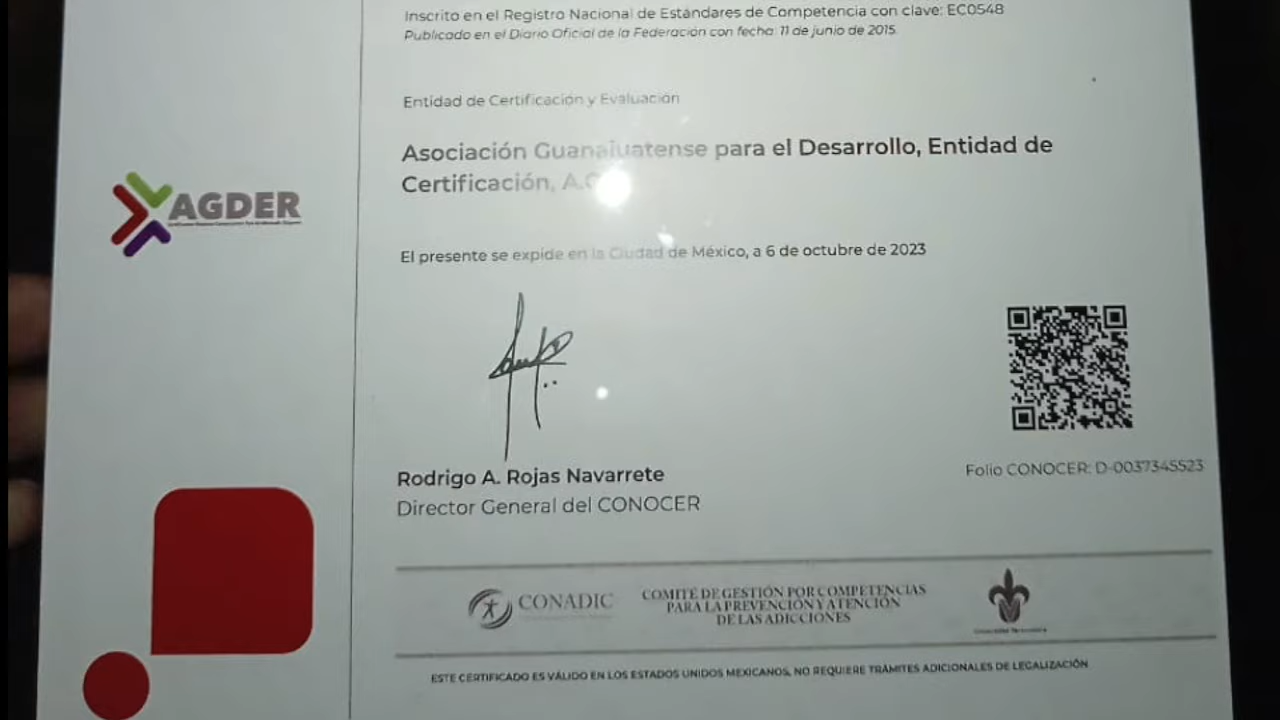 Inscrito en el Registro Nacional de Estándares de Competencia con clave: EC0548
Publicado en el Diario Oficial de la Federación con fecha: 11 de junio de 2015.
Entidad de Certificación y Evaluación
Asociación Guanajuatense para el Desarrollo, Entidad de
Certificación,
AGDER
El presente se expide en la Ciudad de México, a 6 de octubre de 2023
Rodrigo A. Rojas Navarrete
Director General del CONOCER
Folio CONOCER: D-0037345523
CONADIC
COMITÉ DE GESTIÓN POR COMPETENCIAS
PARA LA PREVENCIÓN Y ATENCIÓN
DE LAS ADICCIONES
ESTE CERTIFICADO ES VÁLIDO EN LOS ESTADOS UNIDOS MEXICANOS, NO REQUIERE TRÁMITES ADICIONALES DE LEGALIZACIÓN